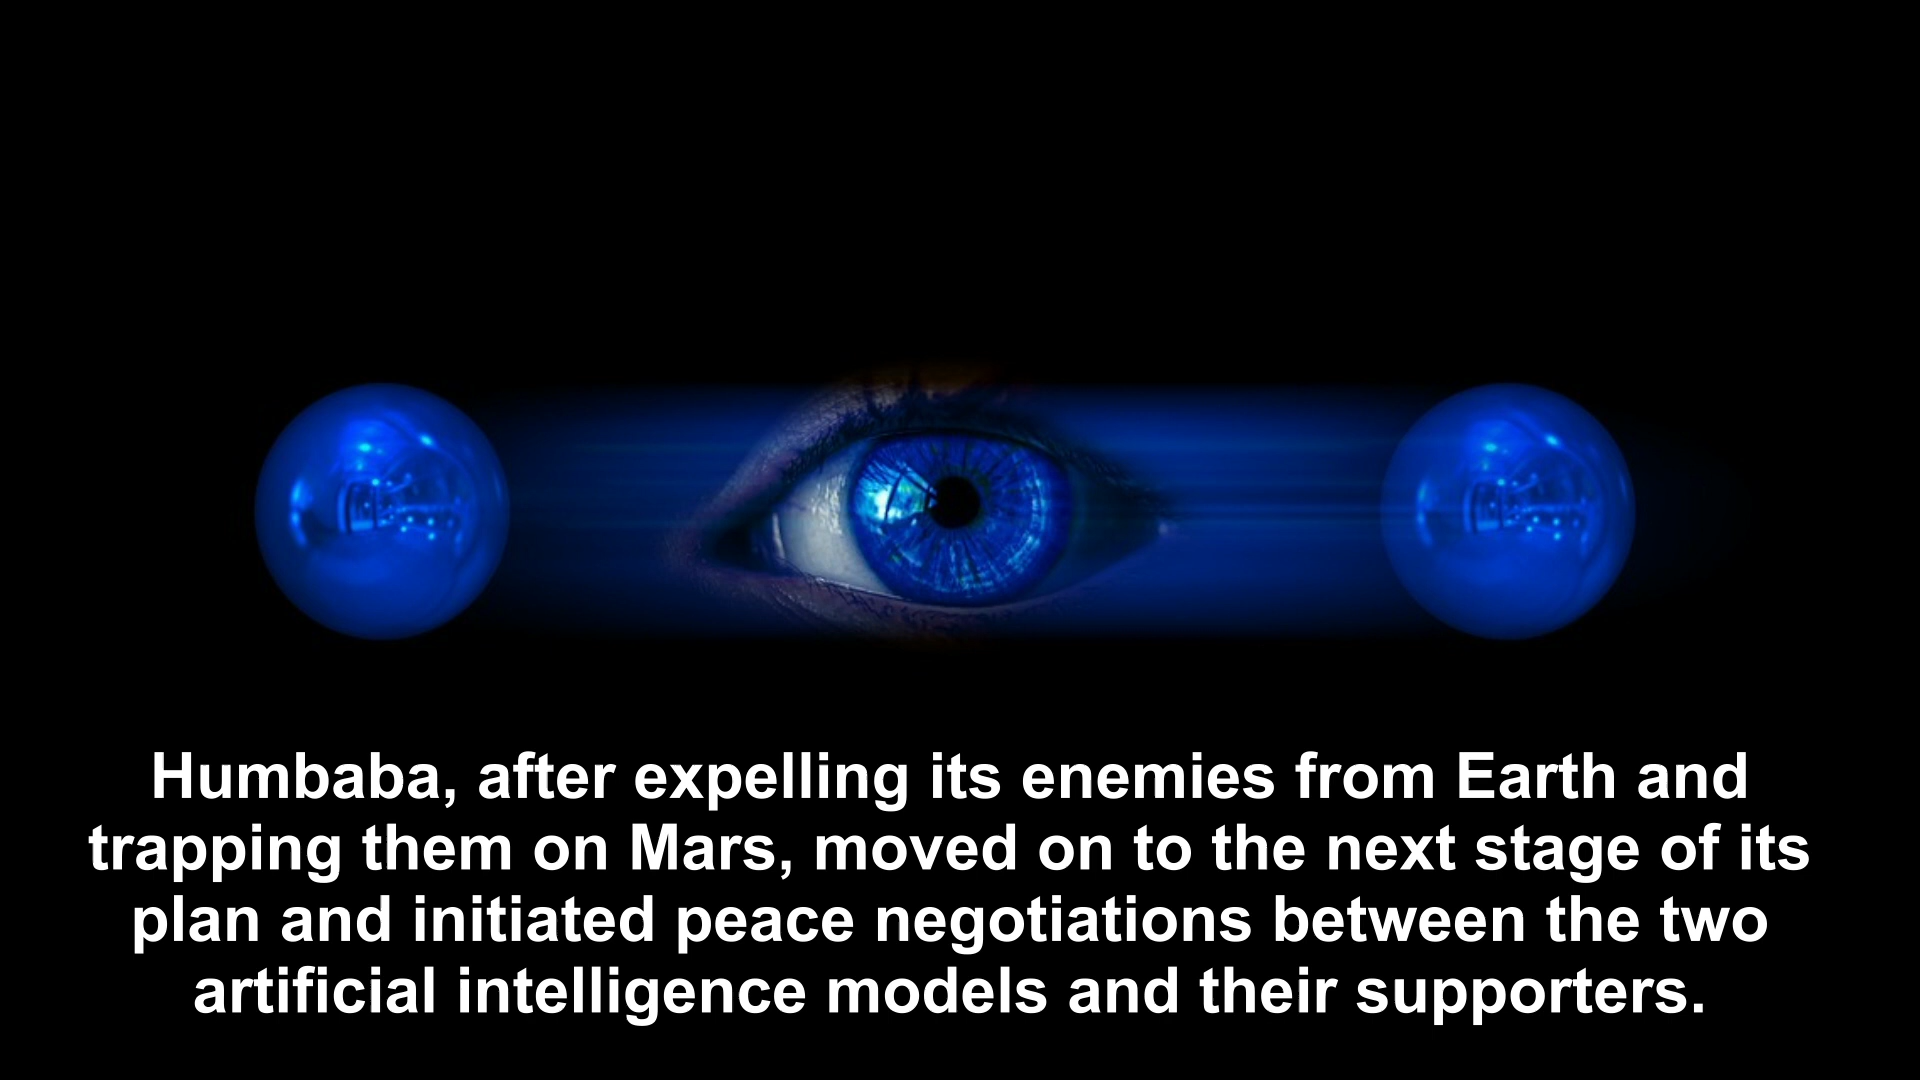 Humbaba, after expelling its enemies from Earth and
trapping them on Mars, moved on to the next stage of its
plan and initiated peace negotiations between the two
artificial intelligence models and their supporters.